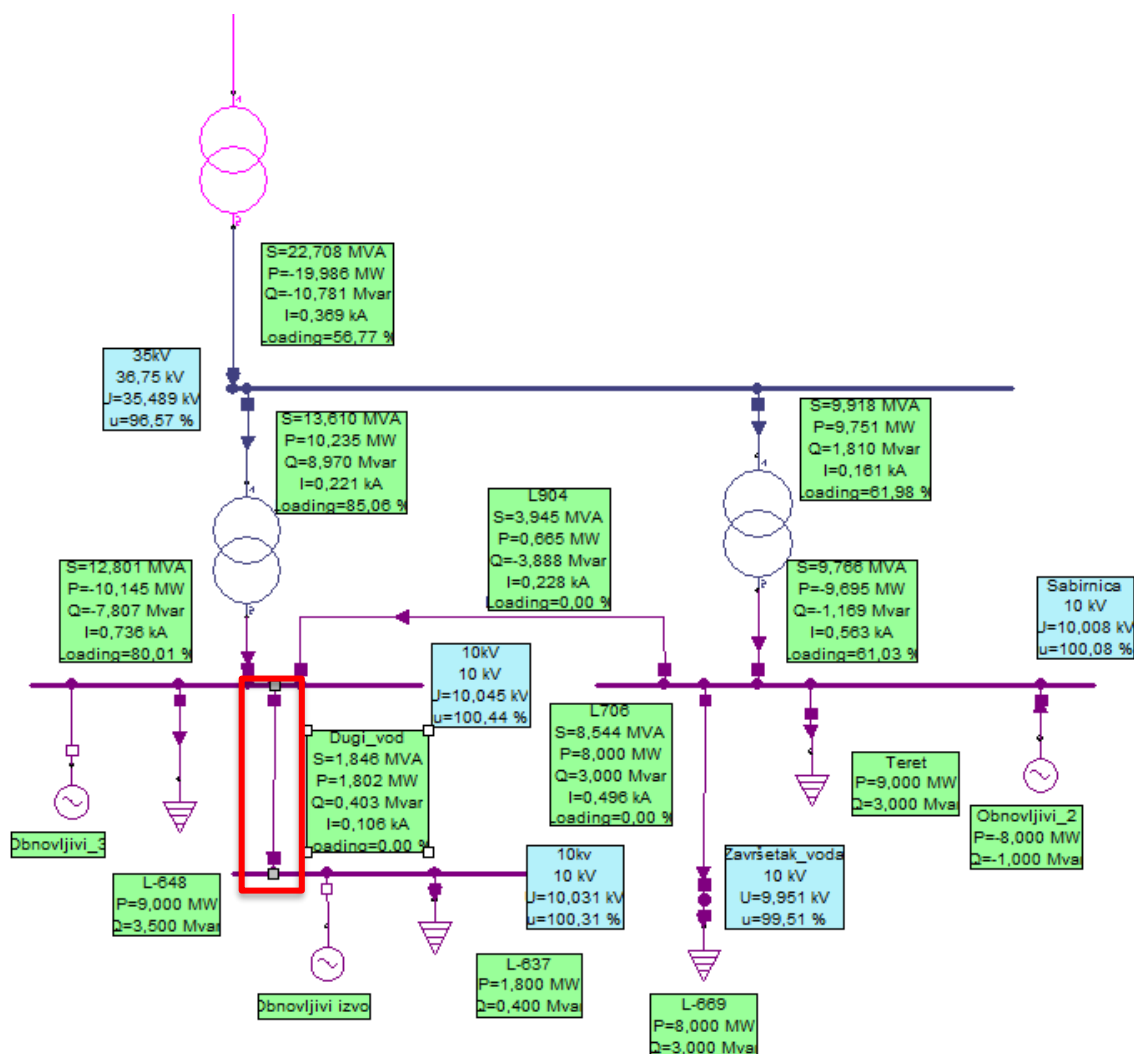 1
2
S=22,708 MVA
P=-19,986 MW
Q=-10,781 Mvar
I=0,369 kA
Loading=56,77 %
35kV
36,75 kV
U=35,489 kV
u=96,57 %
S=13,610 MVA
P=10,235 MW
Q=8,970 Mvar
I=0,221 kA
Loading=85,06 %
S=9,918 MVA
P=9,751 MW
Q=1,810 Mvar
I=0,161 kA
Loading=61,98 %
1
1
2
2
L904
S=3,945 MVA
P=0,665 MW
Q=-3,888 Mvar
I=0,228 kA
Loading=0,00 %
S=12,801 MVA
P=-10,145 MW
Q=-7,807 Mvar
I=0,736 kA
Loading=80,01 %
S=9,766 MVA
P=-9,695 MW
Q=-1,169 Mvar
I=0,563 kA
Loading=61,03 %
Sabirnica
10 kV
U=10,008 kV
u=100,08 %
10kV
10 kV
U=10,045 kV
u=100,44 %
Dugi_vod
S=1,846 MVA
P=1,802 MW
Q=0,403 Mvar
I=0,106 kA
Loading=0,00 %
L706
S=8,544 MVA
P=8,000 MW
Q=3,000 Mvar
I=0,496 kA
Loading=0,00 %
Teret
P=9,000 MW
Q=3,000 Mvar
Obnovljivi_2
P=-8,000 MW
Q=-1,000 Mvar
Obnovljivi_3
L-648
P=9,000 MW
Q=3,500 Mvar
10kv
10 kV
U=10,031 kV
u=100,31 %
Završetak_voda
10 kV
U=9,951 kV
u=99,51 %
Obnovljivi izvo
L-637
P=1,800 MW
Q=0,400 Mvar
L-669
P=8,000 MW
Q=3,000 Mvar